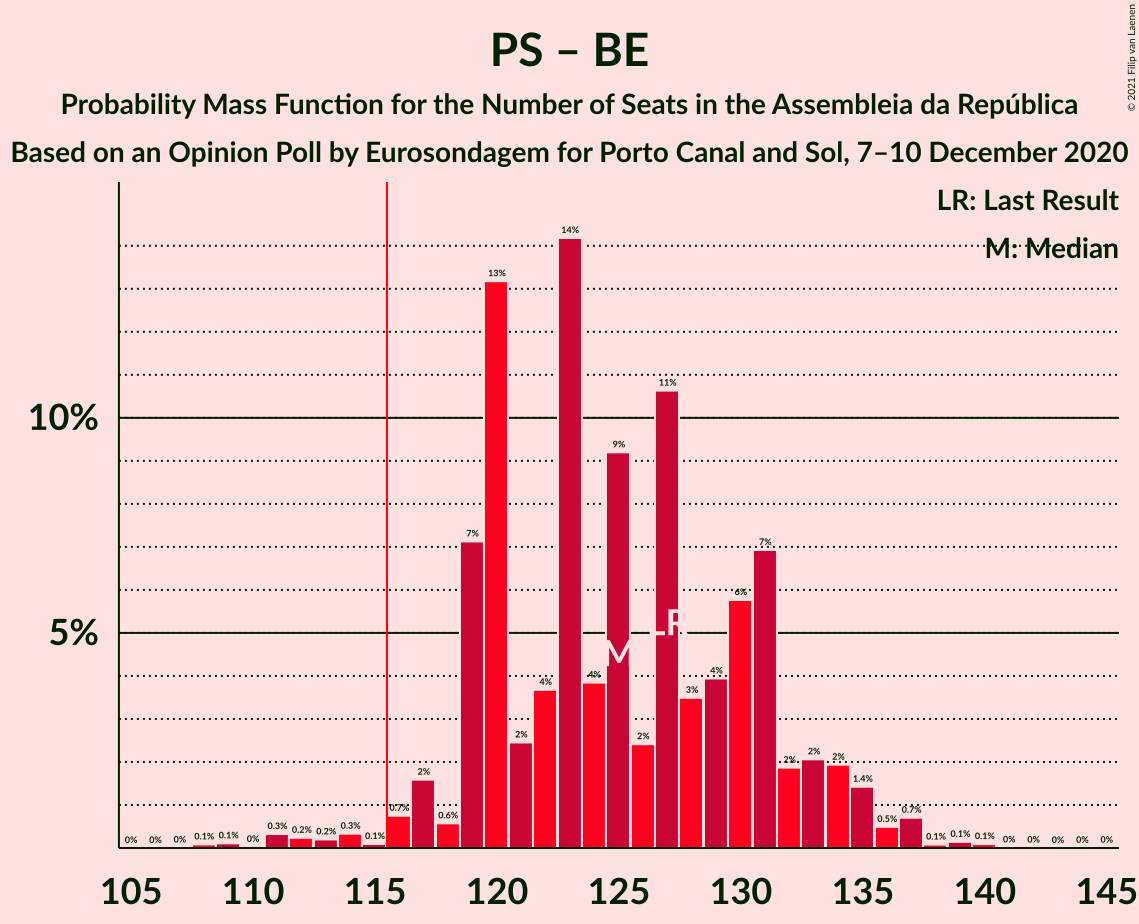 PS – BE
Probability Mass Function for the Number of Seats in the Assembleia da República
Based on an Opinion Poll by Eurosondagem for Porto Canal and Sol, 7–10 December 2020
© 2021 Filip van Laenen
LR: Last Result
M: Median
10%
5%
0% 0% 0% 0.1% 0.1% 0% 0.3% 0.2% 0.2% 0.3% 0.1% 0.7% 2% 0.6% 7% 13% 2% 4% 14% 4% 9% 2% 11% 3% 4% 6% 7% 2% 2% 2% 1.4% 0.5% 0.7% 0.1% 0.1% 0.1% 0% 0% 0% 0% 0%
M LR
105 110 115 120 125 130 135 140 145